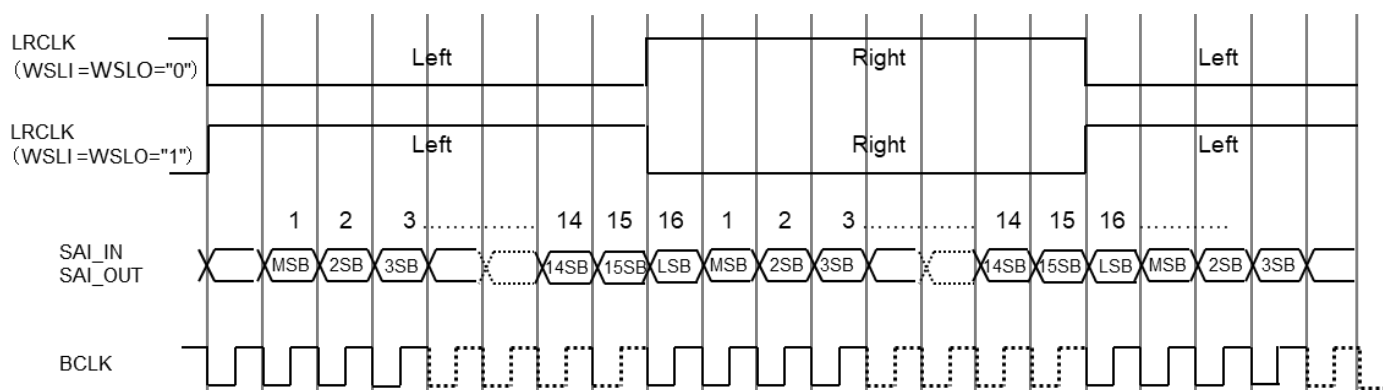 LRCLK
（WSLI =WSLO="0"）
Left Right Left
LRCLK
（WSLI =WSLO="1"）
Left Right Left
1 2 3 .................... 14 15 16 1 2 3 .................... 14 15 16 ..............
SAI_IN
SAI_OUT
MSB 2SB 3SB 14SB 15SB LSB MSB 2SB 3SB 14SB 15SB LSB MSB 2SB 3SB
BCLK